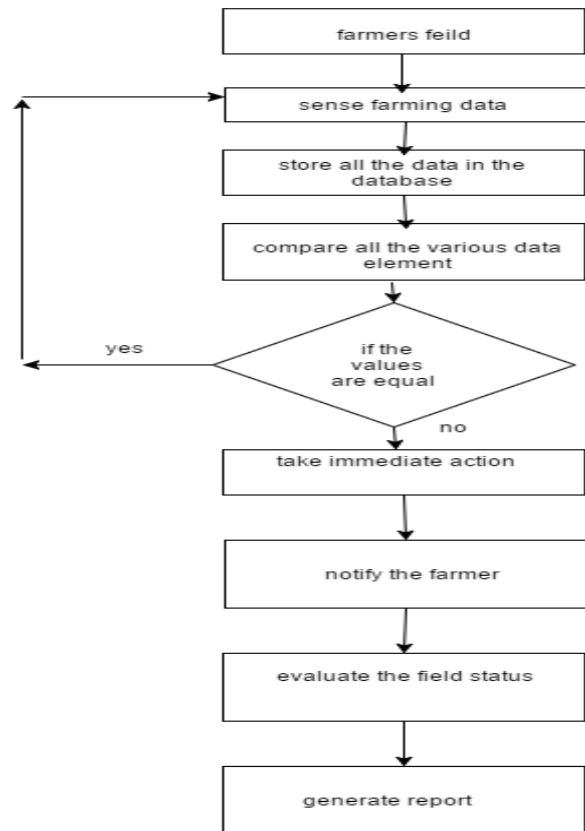 farmers feild
sense farming data
store all the data in the
database
compare all the various data
element
if the
values
are equal
yes
no
take immediate action
notify the farmer
evaluate the field status
generate report